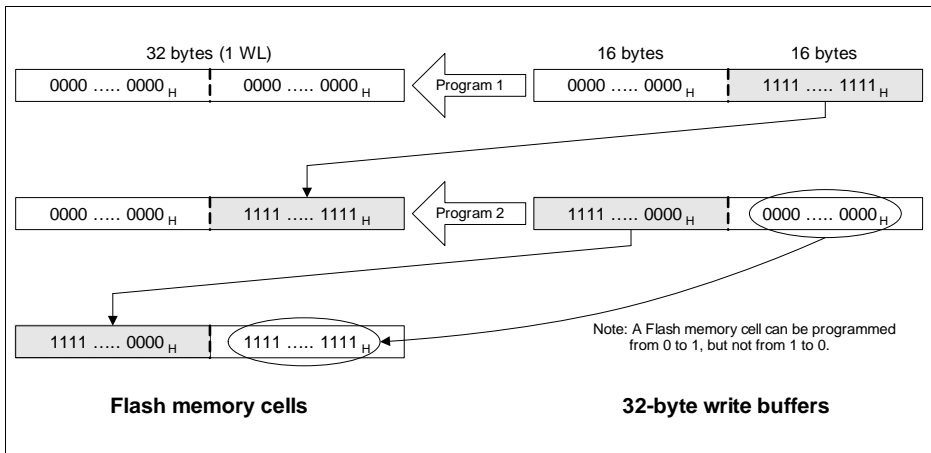 32 bytes (1 WL) 16 bytes 16 bytes
0000 ..... 0000 H 0000 ..... 0000 H Program 1 0000 ..... 0000 H 1111 ..... 1111 H
0000 ..... 0000 H 1111 ..... 1111 H Program 2 1111 ..... 0000 H 0000 ..... 0000 H
1111 ..... 0000 H 1111 ..... 1111 H
Note: A Flash memory cell can be programmed
from 0 to 1, but not from 1 to 0.
Flash memory cells 32-byte write buffers